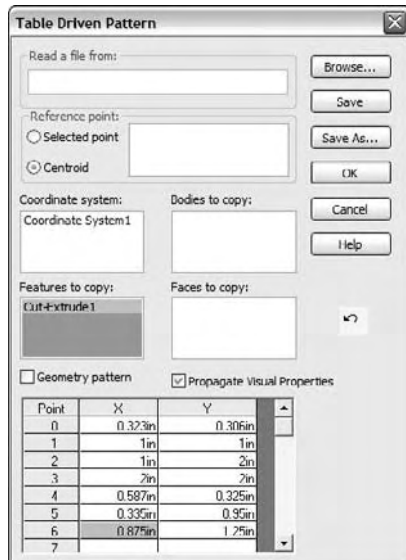 Table Driven Pattern
Read a file from:
Browse...
Save
Reference point:
Selected point
Save As...
Centroid
OK
Coordinate system:
Bodies to copy:
Cancel
Coordinate System1
Help
Features to copy:
Faces to copy:
Cut-Extrude1
Geometry pattern
Propagate Visual Properties
Point X Y
0 0.323in 0.306in
1 1in 1in
2 1in 2in
3 2in 2in
4 0.587in 0.325in
5 0.335in 0.95in
6 0.875in 1.25in
7